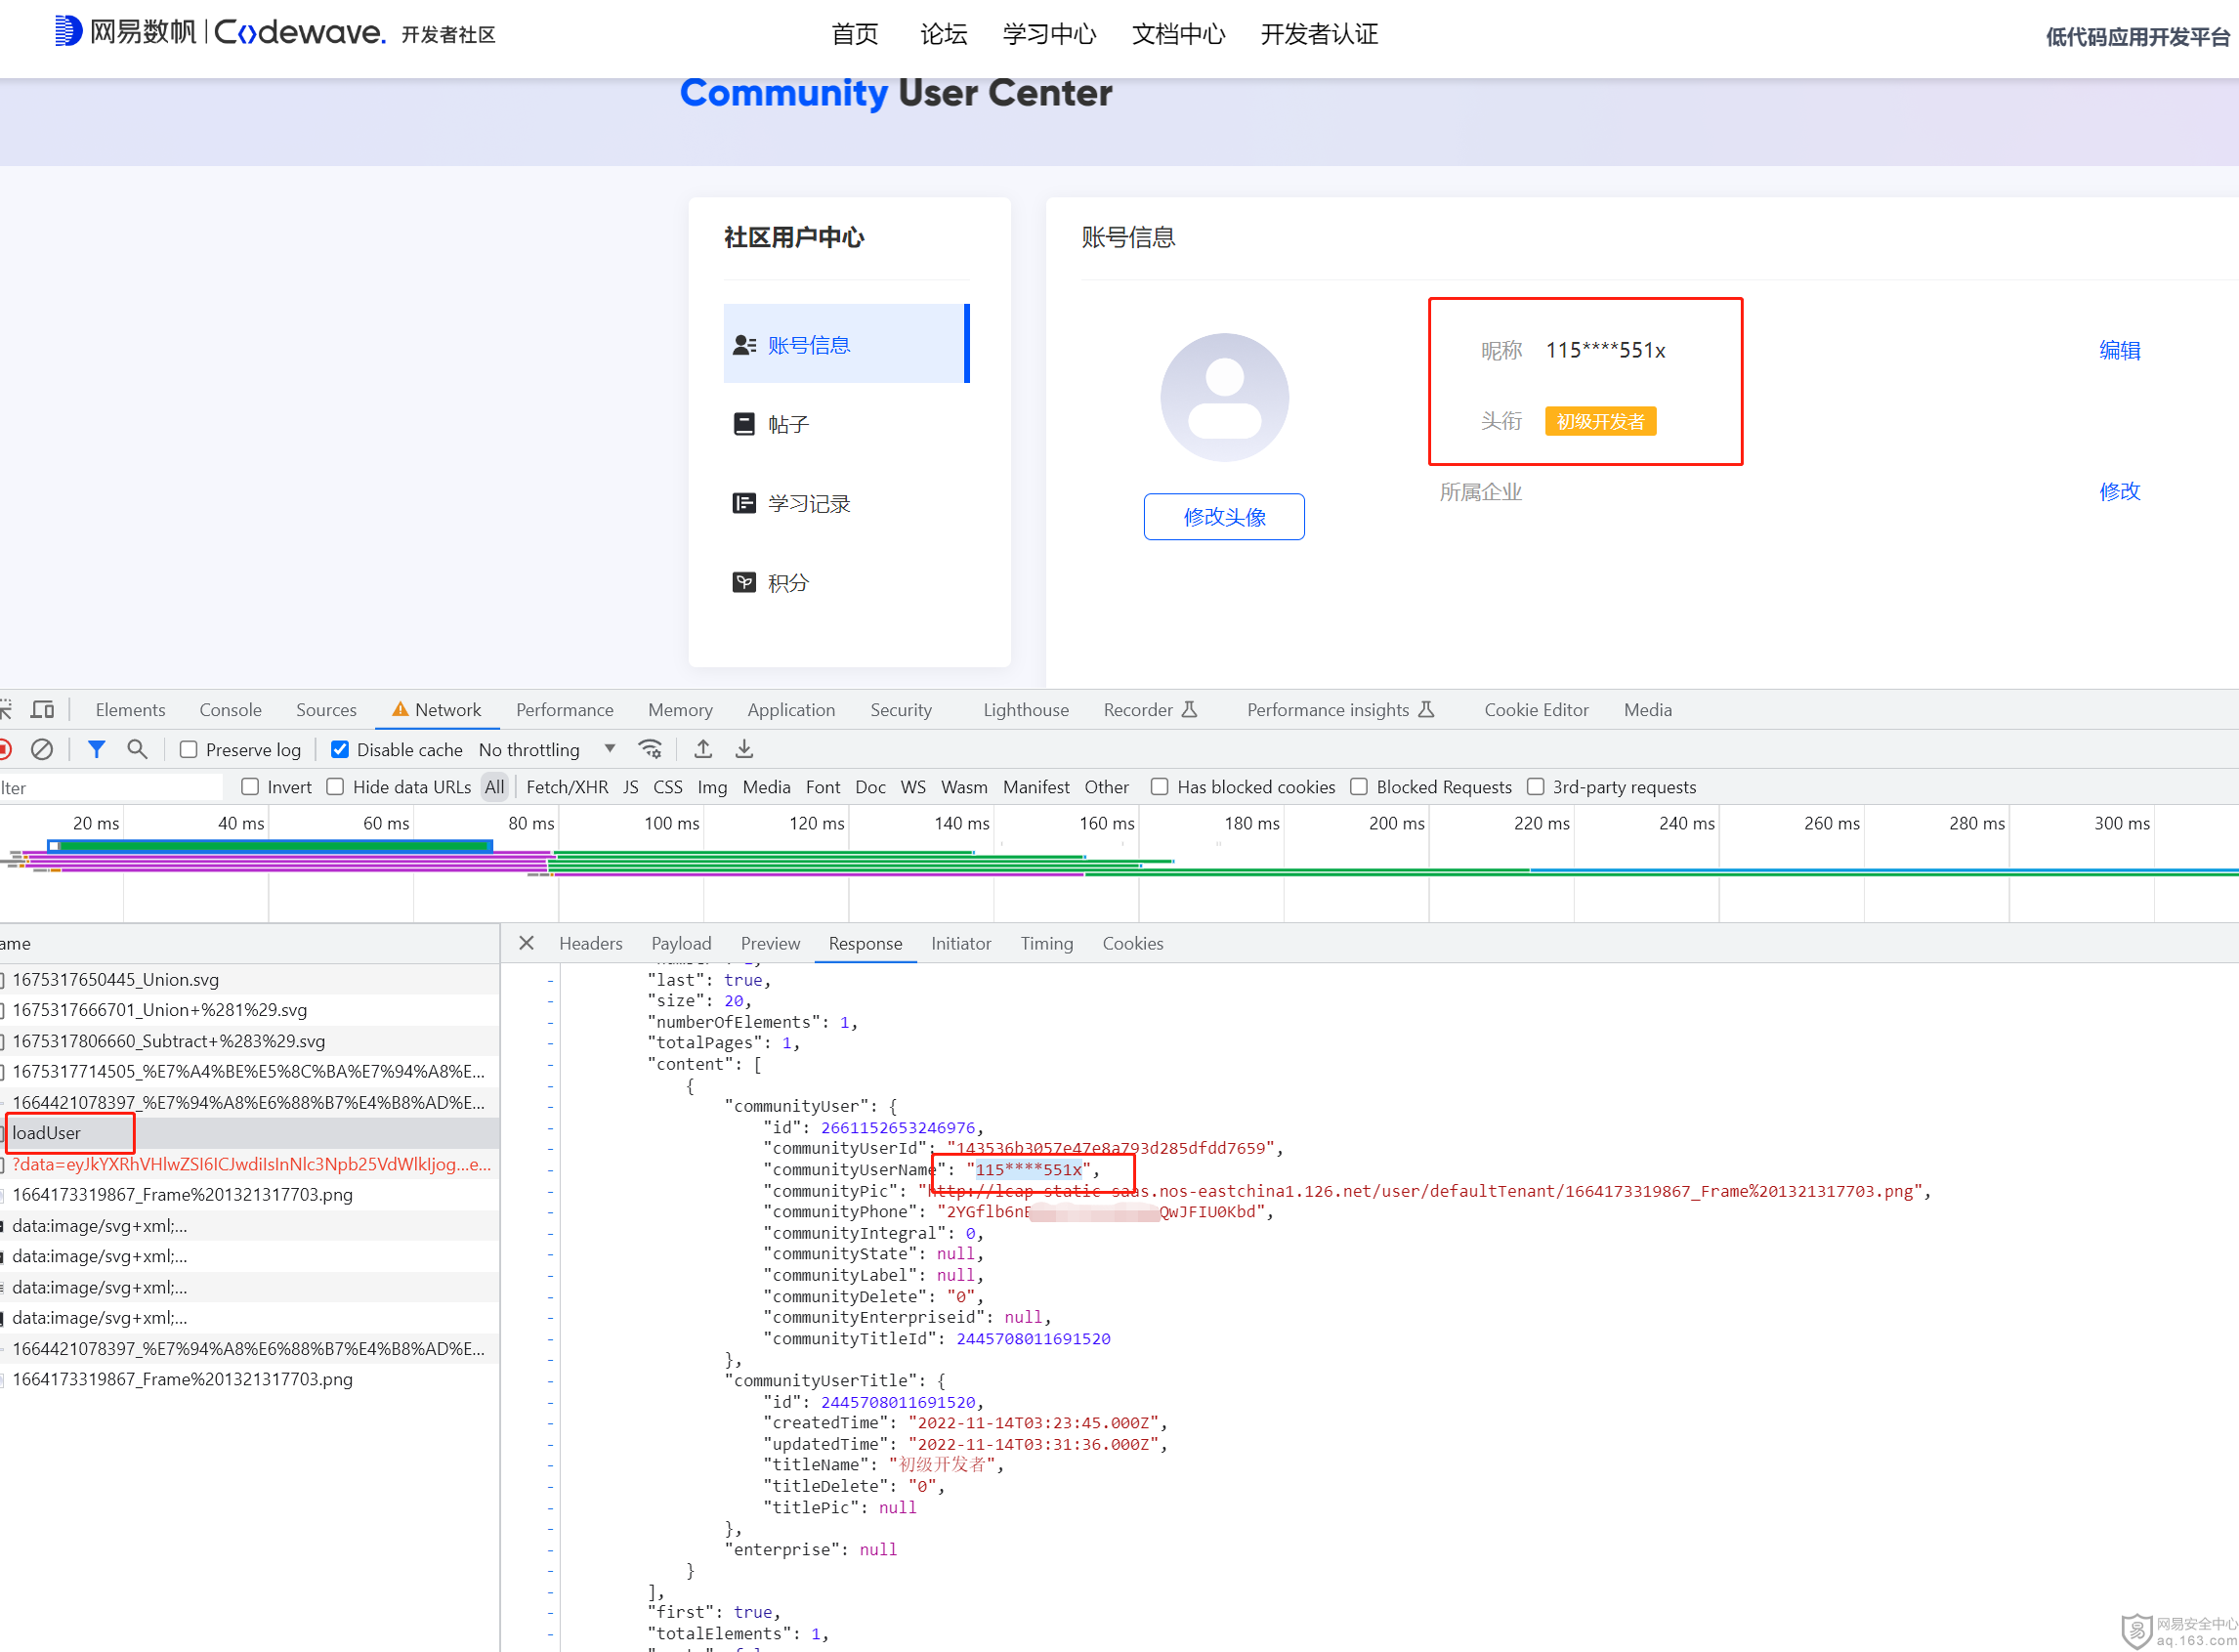 网易数帆 Codewave. 开发者社区
首页 论坛 学习中心 文档中心 开发者认证
低代码应用开发平台
Community User Center
社区用户中心
账号信息
帖子
学习记录
积分
账号信息
修改头像
昵称 115****551x
编辑
头衔 初级开发者
所属企业
修改
Elements Console Sources Network Performance Memory Application Security Lighthouse Recorder Performance insights Cookie Editor Media
Preserve log Disable cache No throttling
lter Invert Hide data URLs All Fetch/XHR JS CSS Img Media Font Doc WS Wasm Manifest Other Has blocked cookies Blocked Requests 3rd-party requests
20 ms 40 ms 60 ms 80 ms 100 ms 120 ms 140 ms 160 ms 180 ms 200 ms 220 ms 240 ms 260 ms 280 ms 300 ms
ame
1675317650445_Union.svg
1675317666701_Union+%281%29.svg
1675317806660_Subtract+%283%29.svg
1675317714505_%E7%A4%BE%E5%8C%BA%E7%94%A8%E...
1664421078397_%E7%94%A8%E6%88%B7%E4%B8%AD%E...
loadUser
?data=eyJkYXRhVHlwZSI6ICJwdiIsInNlc3Npb25VdWlkIjog...e...
1664173319867_Frame%201321317703.png
data:image/svg+xml;...
data:image/svg+xml;...
data:image/svg+xml;...
data:image/svg+xml;...
1664421078397_%E7%94%A8%E6%88%B7%E4%B8%AD%E...
1664173319867_Frame%201321317703.png
Headers Payload Preview Response Initiator Timing Cookies
"last": true,
"size": 20,
"numberOfElements": 1,
"totalPages": 1,
"content": [
{
"communityUser": {
"id": 2661152653246976,
"communityUserId": "143536b3057e47e8a793d285dfdd7659",
"communityUserName": "115****551x",
"communityPic": "http://lcap-static-saas.nos-eastchina1.126.net/user/defaultTenant/1664173319867_Frame%201321317703.png",
"communityPhone": "2YGflb6nE QwJFIU0Kbd",
"communityIntegral": 0,
"communityState": null,
"communityLabel": null,
"communityDelete": "0",
"communityEnterpriseid": null,
"communityTitleId": 2445708011691520
},
"communityUserTitle": {
"id": 2445708011691520,
"createdTime": "2022-11-14T03:23:45.000Z",
"updatedTime": "2022-11-14T03:31:36.000Z",
"titleName": "初级开发者",
"titleDelete": "0",
"titlePic": null
},
"enterprise": null
}
],
"first": true,
"totalElements": 1,
网易安全中心
aq.163.com